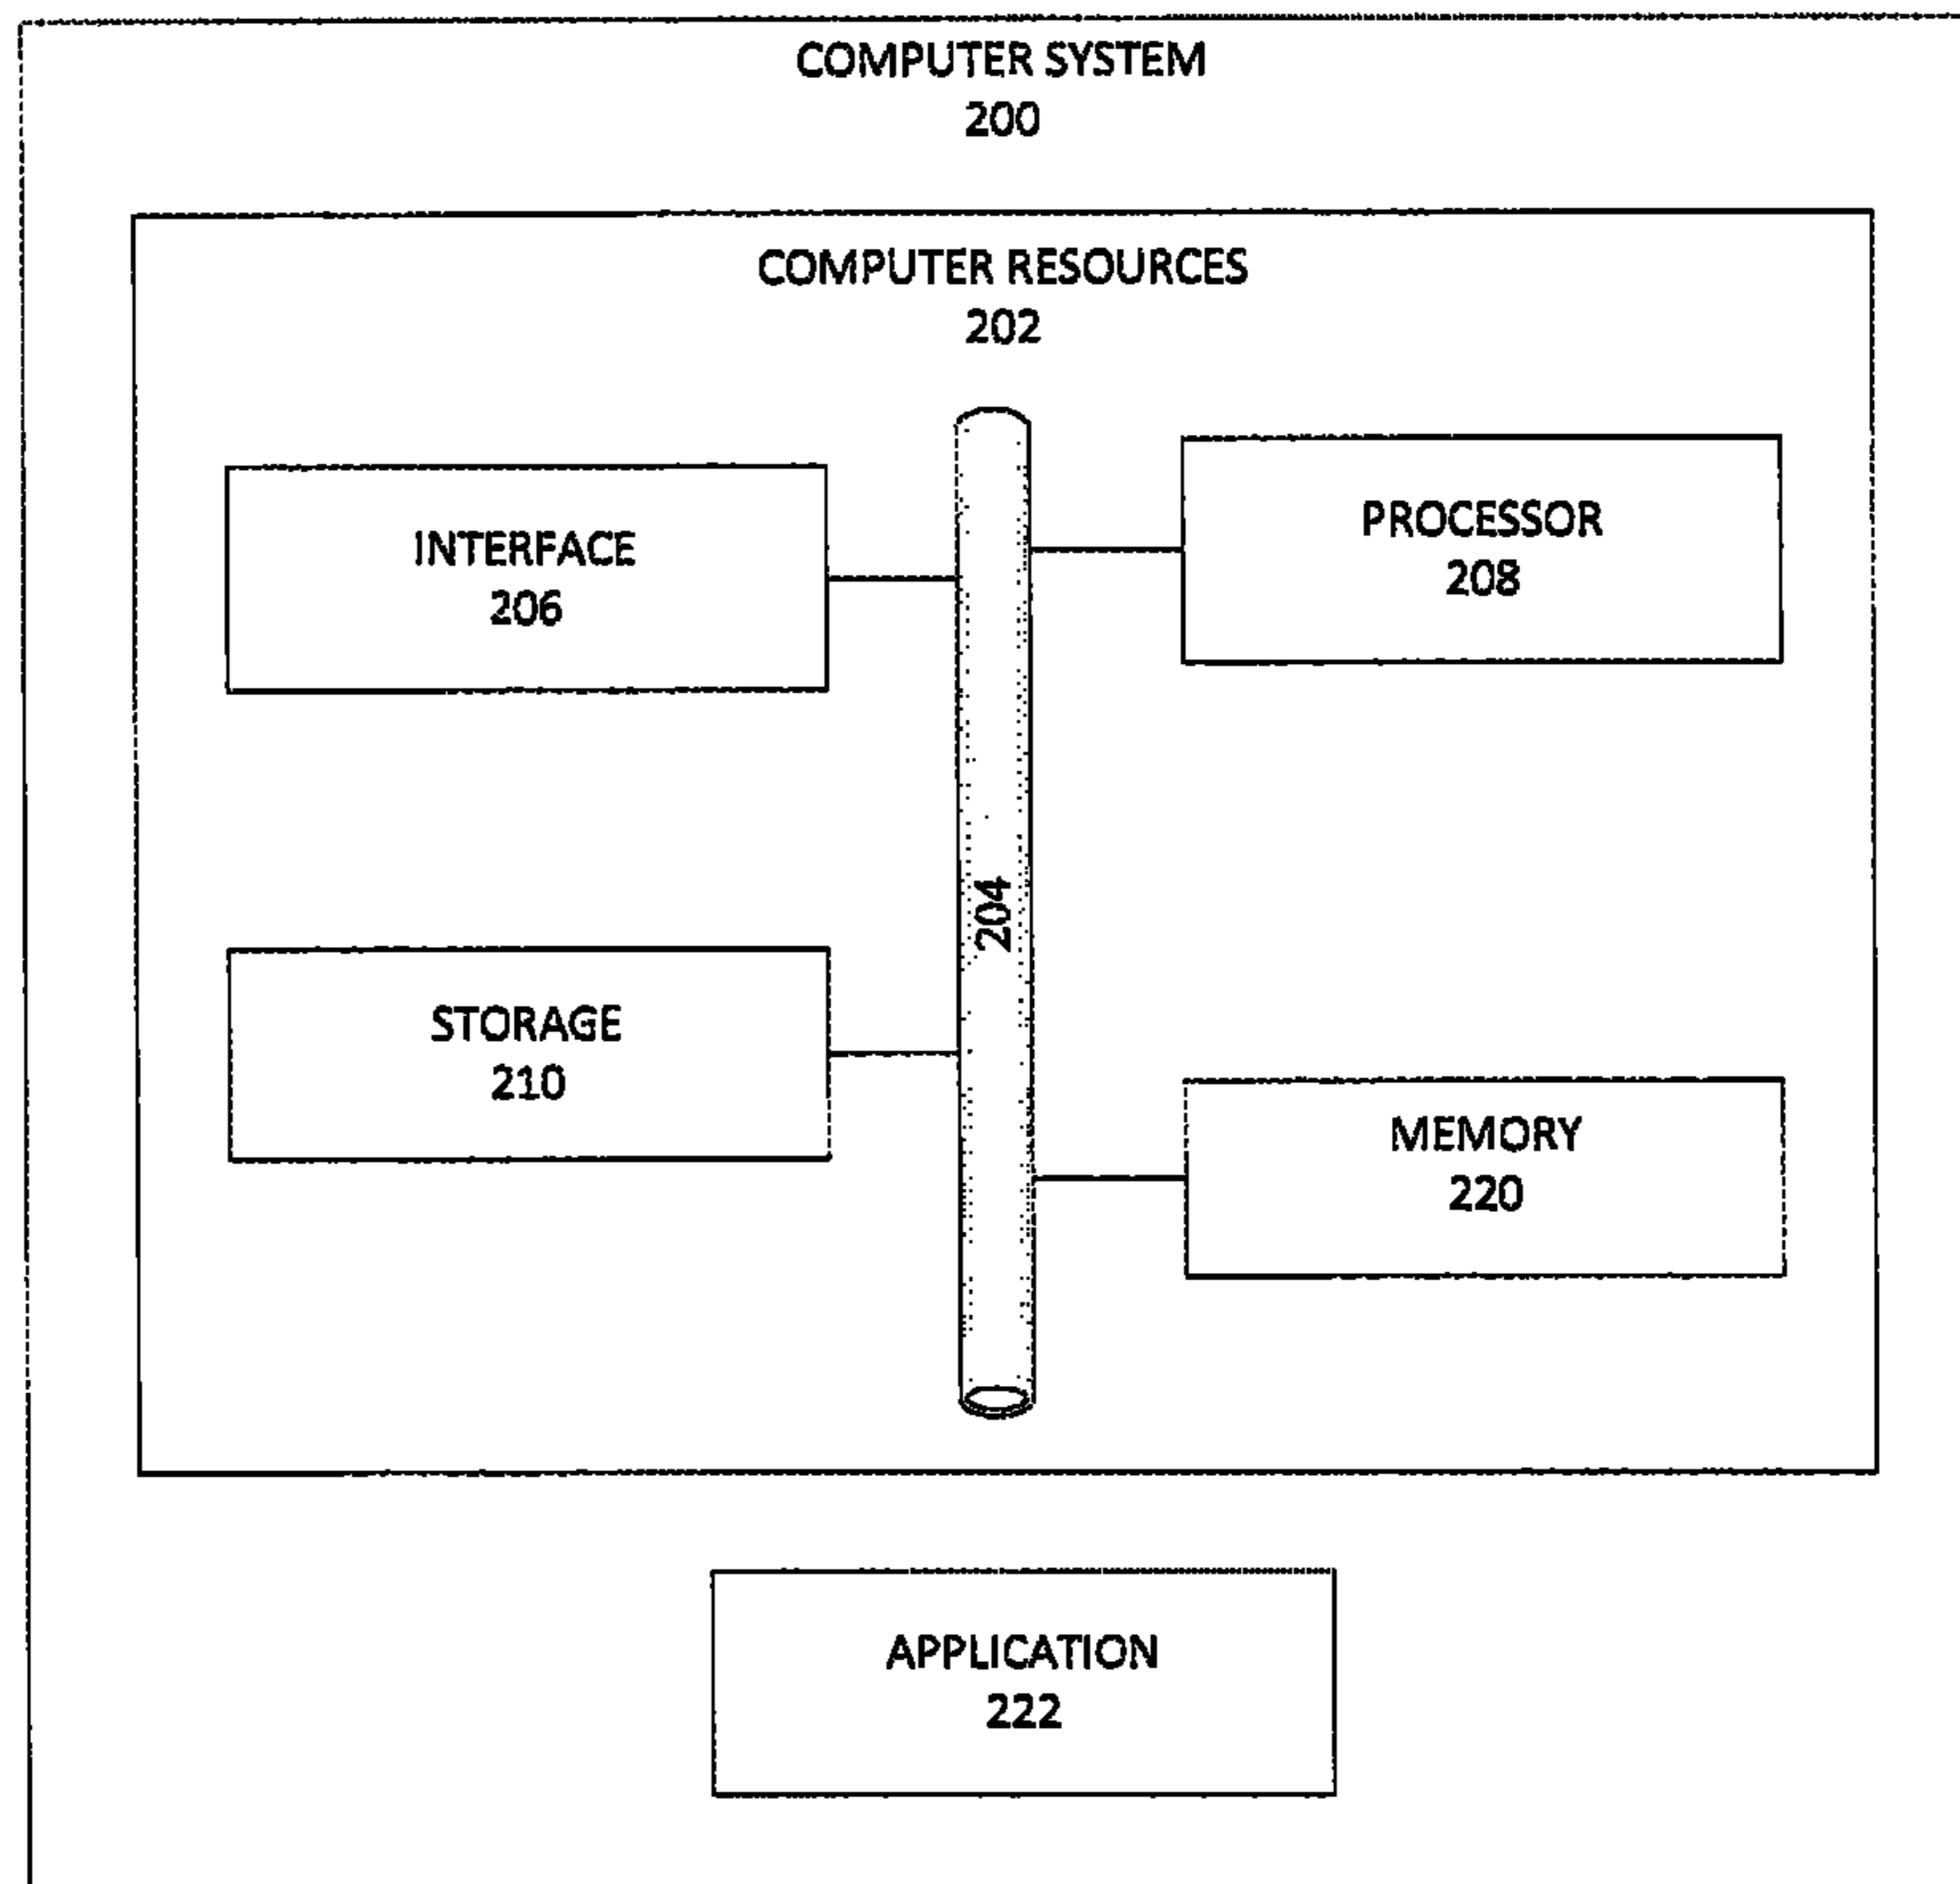 COMPUTER SYSTEM
200
COMPUTER RESOURCES
202
INTERFACE
206
PROCESSOR
208
204
STORAGE
210
MEMORY
220
APPLICATION
222